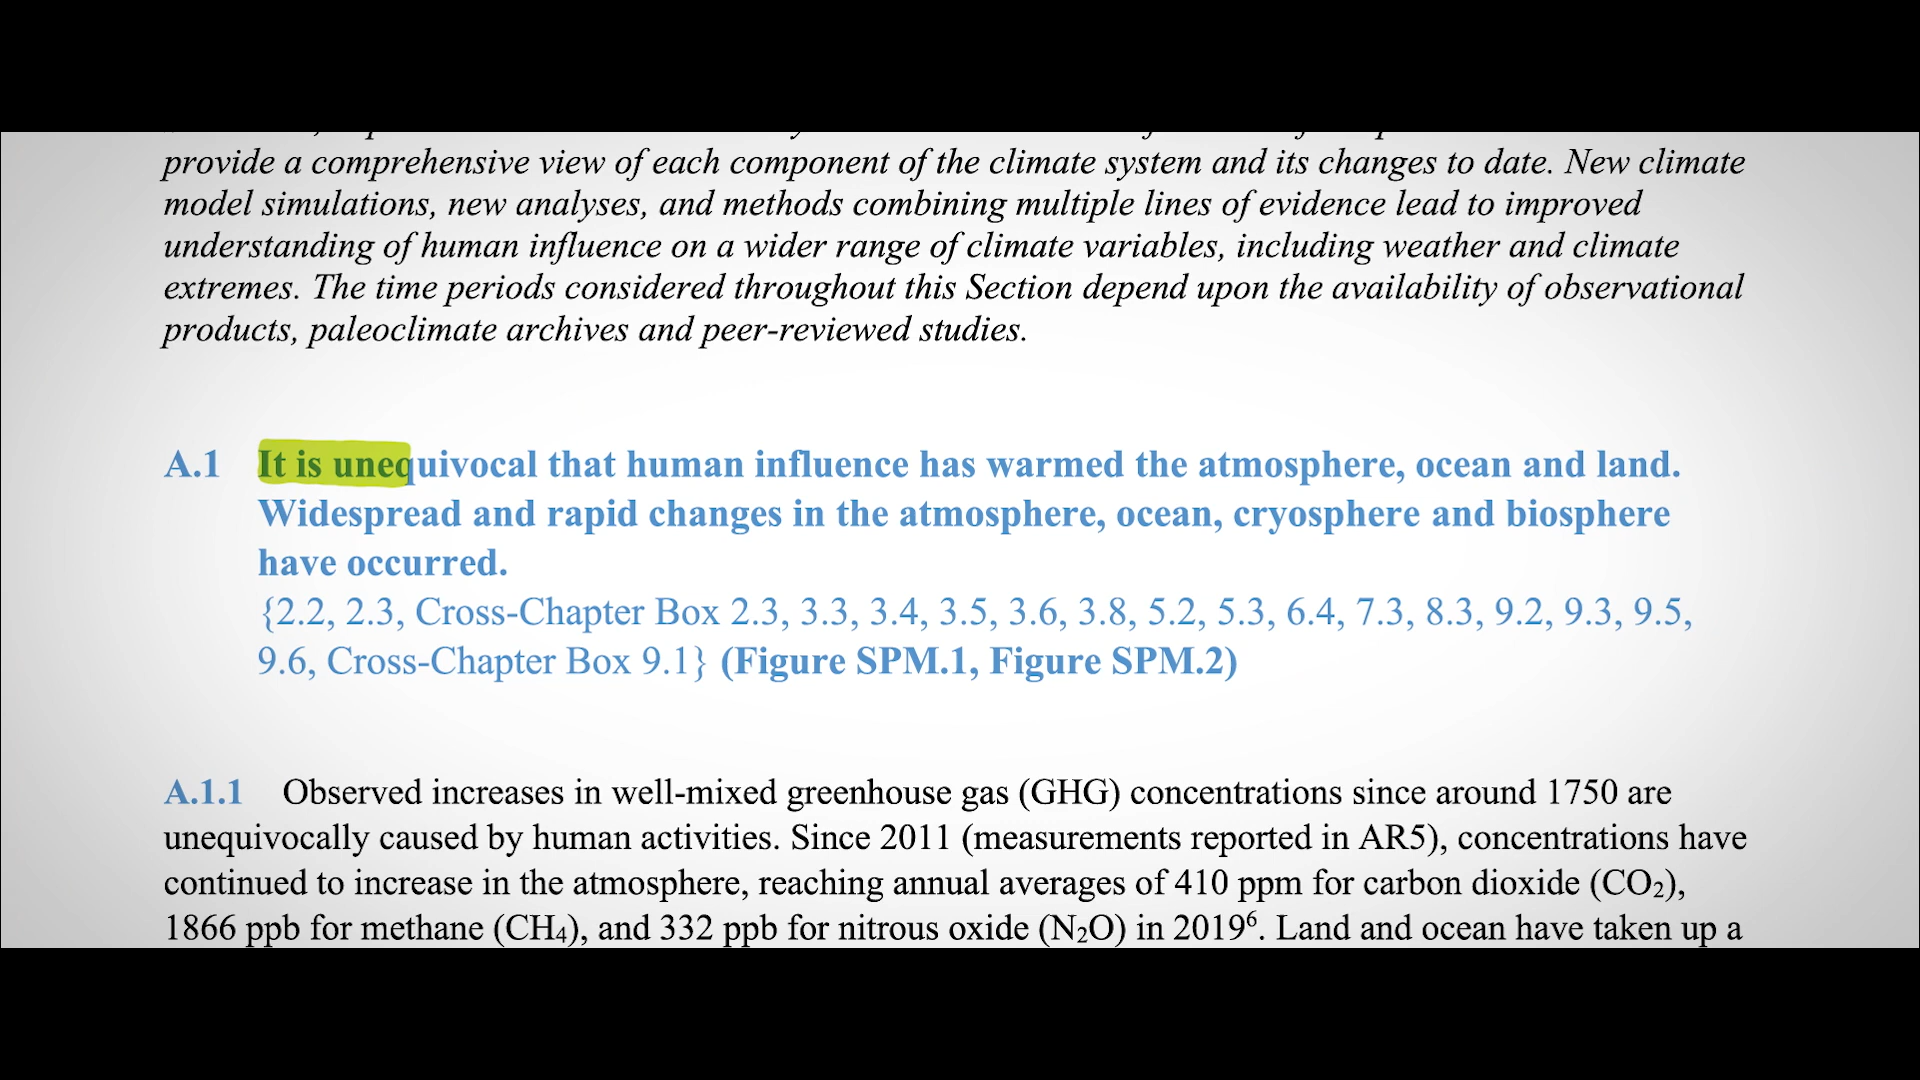 provide a comprehensive view of each component of the climate system and its changes to date. New climate
model simulations, new analyses, and methods combining multiple lines of evidence lead to improved
understanding of human influence on a wider range of climate variables, including weather and climate
extremes. The time periods considered throughout this Section depend upon the availability of observational
products, paleoclimate archives and peer-reviewed studies.
A.1 It is unequivocal that human influence has warmed the atmosphere, ocean and land.
Widespread and rapid changes in the atmosphere, ocean, cryosphere and biosphere
have occurred.
{2.2, 2.3, Cross-Chapter Box 2.3, 3.3, 3.4, 3.5, 3.6, 3.8, 5.2, 5.3, 6.4, 7.3, 8.3, 9.2, 9.3, 9.5,
9.6, Cross-Chapter Box 9.1} (Figure SPM.1, Figure SPM.2)
A.1.1 Observed increases in well-mixed greenhouse gas (GHG) concentrations since around 1750 are
unequivocally caused by human activities. Since 2011 (measurements reported in AR5), concentrations have
continued to increase in the atmosphere, reaching annual averages of 410 ppm for carbon dioxide (CO₂),
1866 ppb for methane (CH₄), and 332 ppb for nitrous oxide (N₂O) in 2019⁶. Land and ocean have taken up a